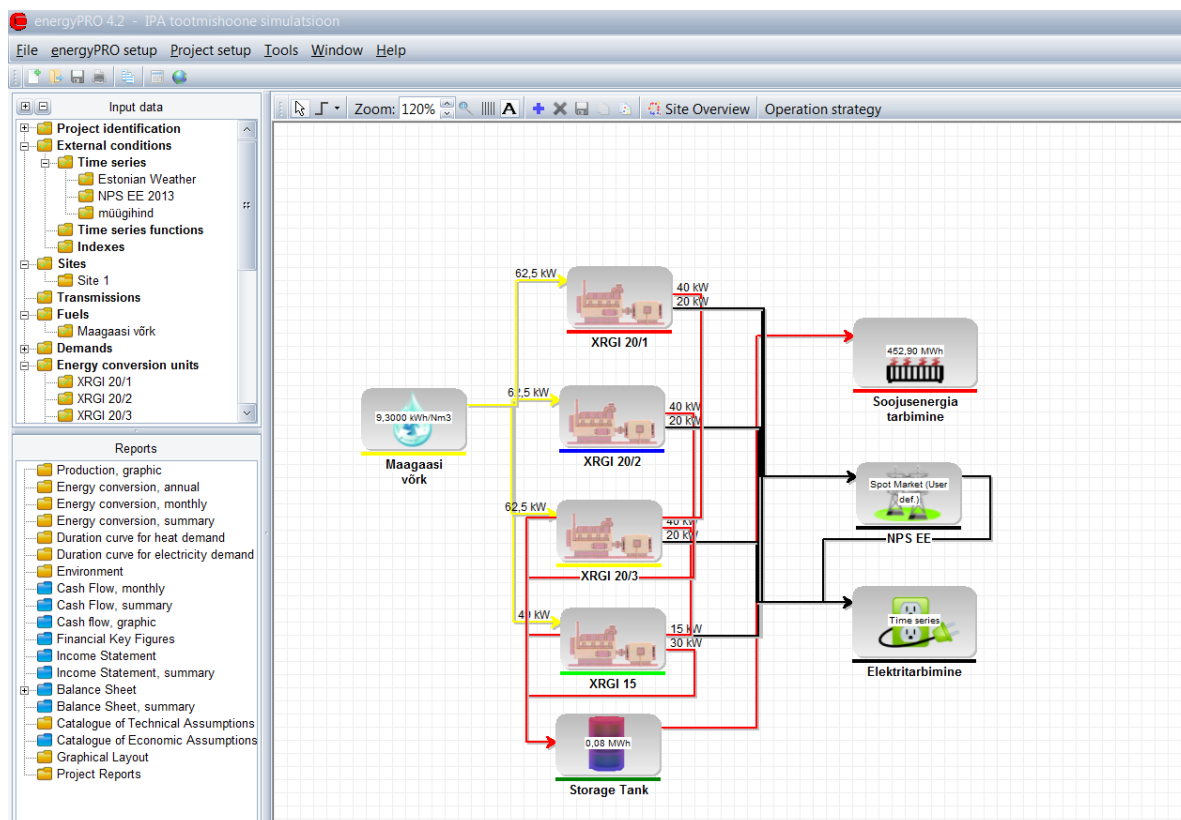 energyPRO 4.2 - IPA tootmishoone simulatsioon
File energyPRO setup Project setup Tools Window Help
Input data
Project identification
External conditions
Time series
Estonian Weather
NPS EE 2013
müügihind
Time series functions
Indexes
Sites
Site 1
Transmissions
Fuels
Maagaasi võrk
Demands
Energy conversion units
XRGI 20/1
XRGI 20/2
XRGI 20/3
Reports
Production, graphic
Energy conversion, annual
Energy conversion, monthly
Energy conversion, summary
Duration curve for heat demand
Duration curve for electricity demand
Environment
Cash Flow, monthly
Cash Flow, summary
Cash flow, graphic
Financial Key Figures
Income Statement
Income Statement, summary
Balance Sheet
Balance Sheet, summary
Catalogue of Technical Assumptions
Catalogue of Economic Assumptions
Graphical Layout
Project Reports
Zoom: 120% A Site Overview Operation strategy
62,5 kW
40 kW
20 kW
XRGI 20/1
62,5 kW
40 kW
20 kW
XRGI 20/2
9,3000 kWh/Nm3
Maagaasi
võrk
62,5 kW
40 kW
20 kW
XRGI 20/3
49 kW
15 kW
30 kW
XRGI 15
0,08 MWh
Storage Tank
452,90 MWh
Soojusenergia
tarbimine
Spot Market (User
def.)
NPS EE
Time series
Elektritarbimine